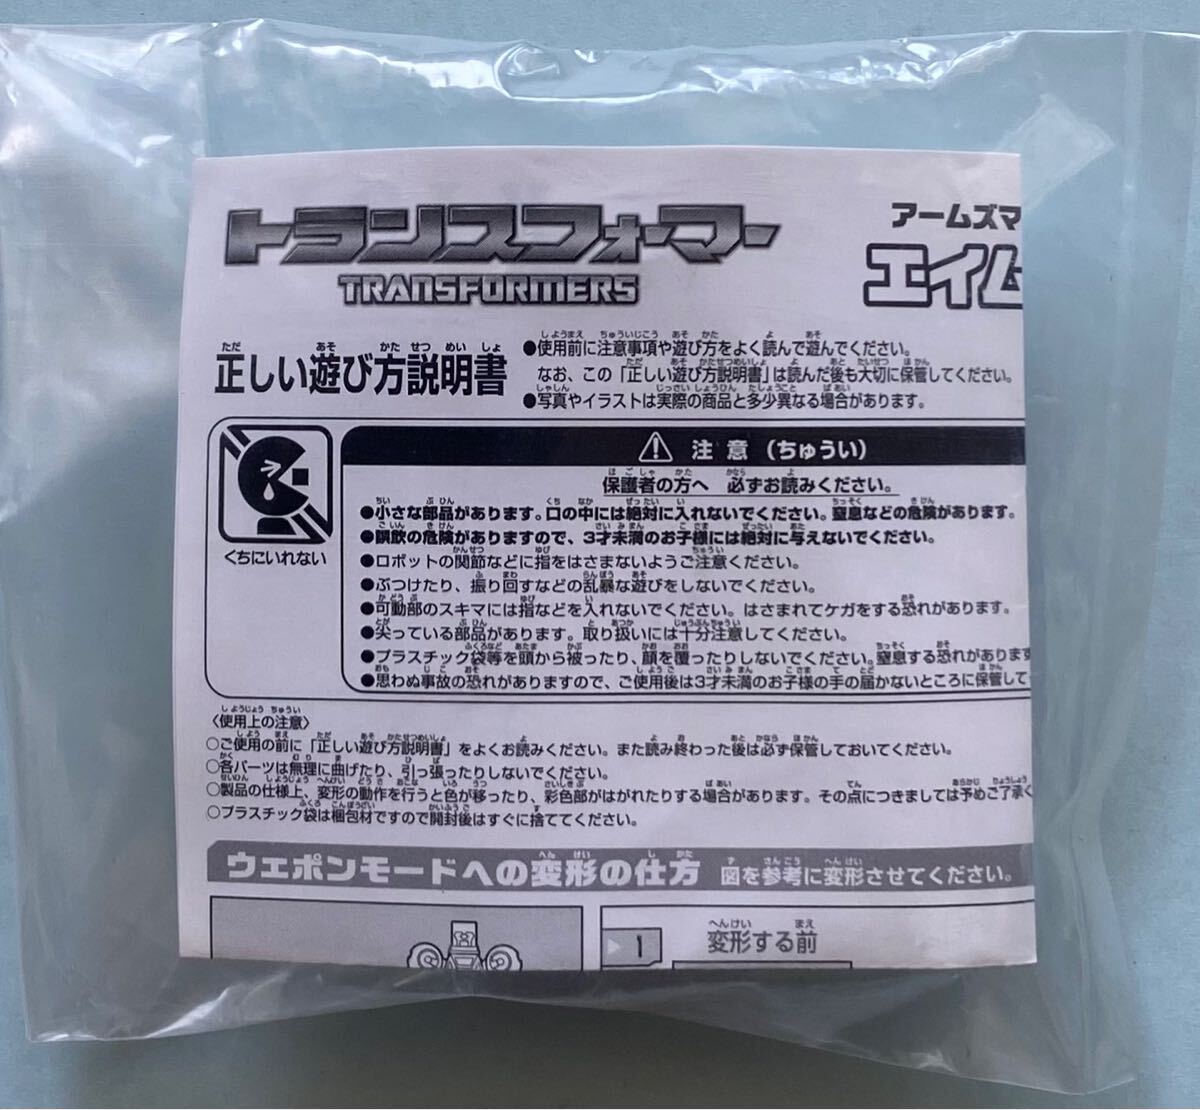 トランスフォーマー
TRANSFORMERS
アームズマ
エイム
正しい遊び方説明書
●使用前に注意事項や遊び方をよく読んで遊んでください。
なお、この「正しい遊び方説明書」は読んだ後も大切に保管してください。
●写真やイラストは実際の商品と多少異なる場合があります。
くちにいれない
注意（ちゅうい）
保護者の方へ 必ずお読みください。
●小さな部品があります。口の中には絶対に入れないでください。窒息などの危険があります。
●誤飲の危険がありますので、3才未満のお子様には絶対に与えないでください。
●ロボットの関節などに指をはさまないようご注意ください。
●ぶつけたり、振り回すなどの乱暴な遊びをしないでください。
●可動部のスキマには指などを入れないでください。はさまれてケガをする恐れがあります。
●尖っている部品があります。取り扱いには十分注意してください。
●プラスチック袋等を頭から被ったり、顔を覆ったりしないでください。窒息する恐れがあります
●思わぬ事故の恐れがありますので、ご使用後は3才未満のお子様の手の届かないところに保管して
〈使用上の注意〉
○ご使用の前に「正しい遊び方説明書」をよくお読みください。また読み終わった後は必ず保管しておいてください。
○各パーツは無理に曲げたり、引っ張ったりしないでください。
○製品の仕様上、変形の動作を行うと色が移ったり、彩色部がはがれたりする場合があります。その点につきましては予めご了承く
○プラスチック袋は梱包材ですので開封後はすぐに捨ててください。
ウェポンモードへの変形の仕方 図を参考に変形させてください。
1 変形する前